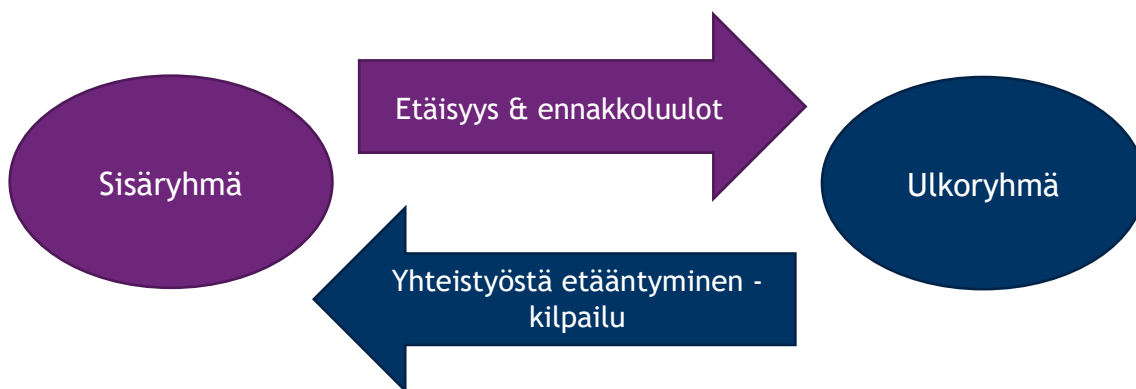 Etäisyys & ennakkoluulot
Sisäryhmä
Ulkoryhmä
Yhteistyöstä etääntyminen -
kilpailu